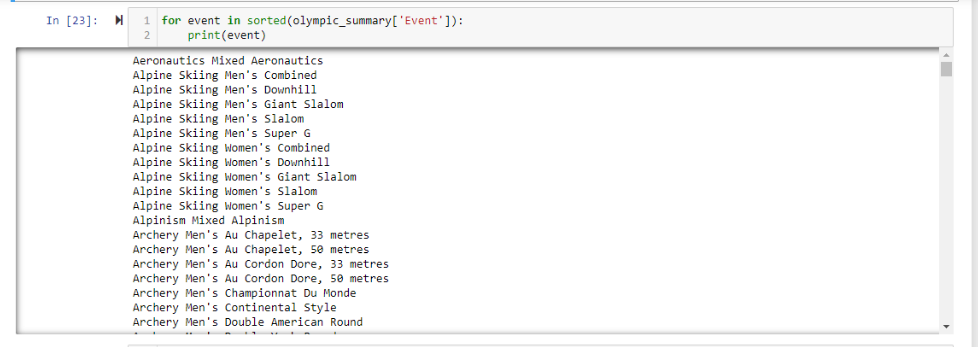 In [23]:
1 for event in sorted(olympic_summary['Event']):
2 print(event)
Aeronautics Mixed Aeronautics
Alpine Skiing Men's Combined
Alpine Skiing Men's Downhill
Alpine Skiing Men's Giant Slalom
Alpine Skiing Men's Slalom
Alpine Skiing Men's Super G
Alpine Skiing Women's Combined
Alpine Skiing Women's Downhill
Alpine Skiing Women's Giant Slalom
Alpine Skiing Women's Slalom
Alpine Skiing Women's Super G
Alpinism Mixed Alpinism
Archery Men's Au Chapelet, 33 metres
Archery Men's Au Chapelet, 50 metres
Archery Men's Au Cordon Dore, 33 metres
Archery Men's Au Cordon Dore, 50 metres
Archery Men's Championnat Du Monde
Archery Men's Continental Style
Archery Men's Double American Round